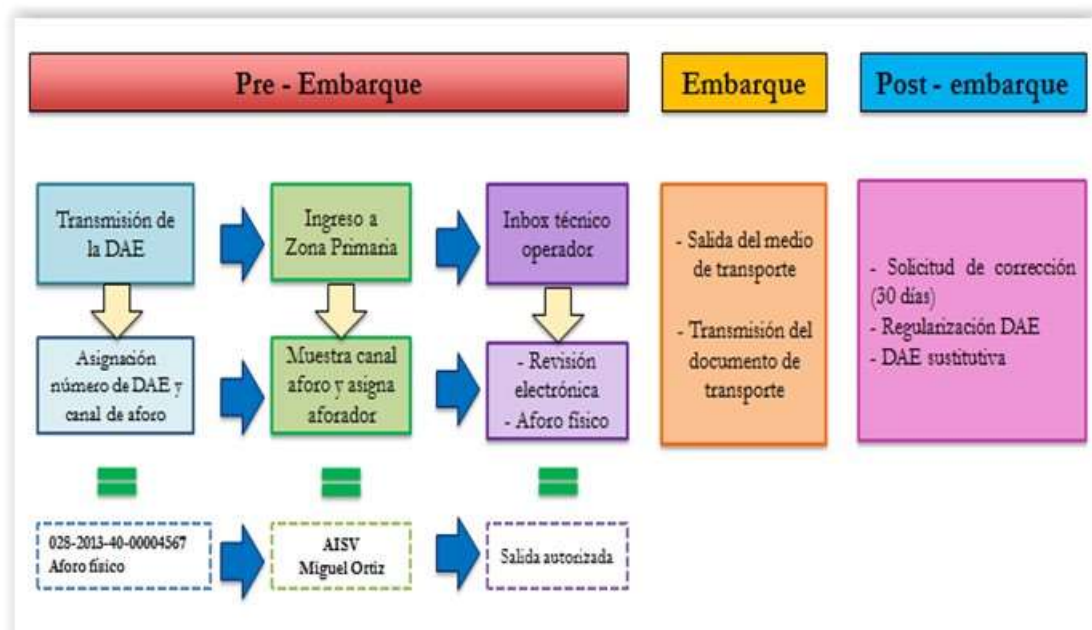 Pre - Embarque
Embarque
Post - embarque
Transmisión de
la DAE
Ingreso a
Zona Primaria
Inbox técnico
operador
Asignación
número de DAE y
canal de aforo
Muestra canal
aforo y asigna
aforador
- Revisión
electrónica
- Aforo físico
028-2013-40-00004567
Aforo físico
AISV
Miguel Ortiz
Salida autorizada
- Salida del medio
de transporte
- Transmisión del
documento de
transporte
- Solicitud de corrección
(30 días)
- Regularización DAE
- DAE sustitutiva